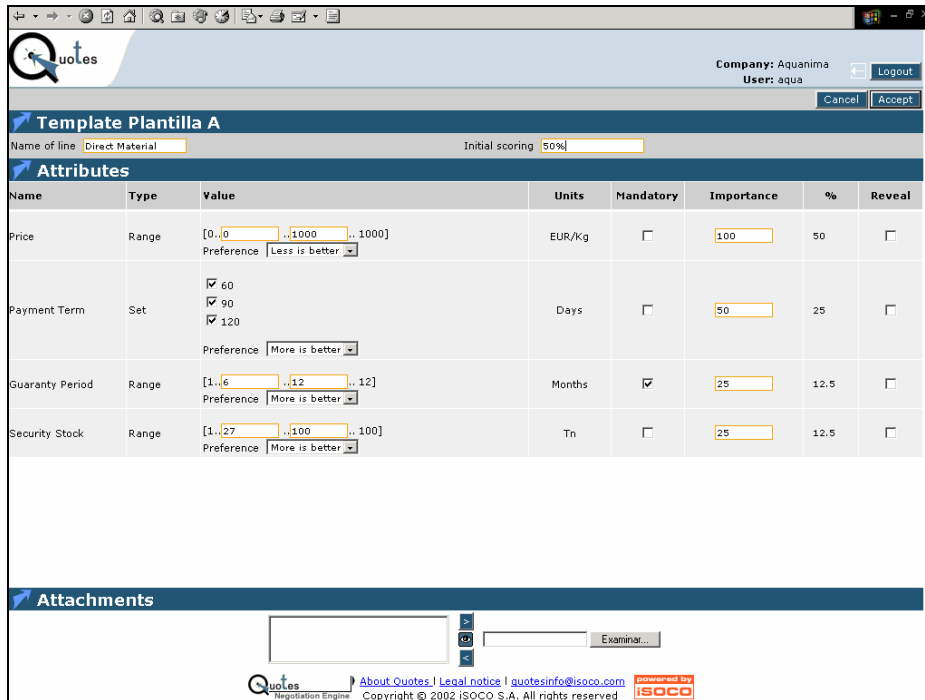 Quotes
Company: Aquanima
User: aqua
Logout
Cancel Accept
Template Plantilla A
Name of line Direct Material Initial scoring 50%
Attributes
Name Type Value Units Mandatory Importance % Reveal
Price Range [0..0 ..1000 .. 1000] EUR/Kg 100 50
Preference Less is better
60
90
Payment Term Set 120 Days 50 25
Preference More is better
Guaranty Period Range [1..6 ..12 .. 12] Months 25 12.5
Preference More is better
Security Stock Range [1..27 ..100 .. 100] Tn 25 12.5
Preference More is better
Attachments
>
<
Examinar...
Quotes
Negotiation Engine
About Quotes | Legal notice | quotesinfo@isoco.com
Copyright © 2002 iSOCO S.A. All rights reserved
powered by
iSOCO